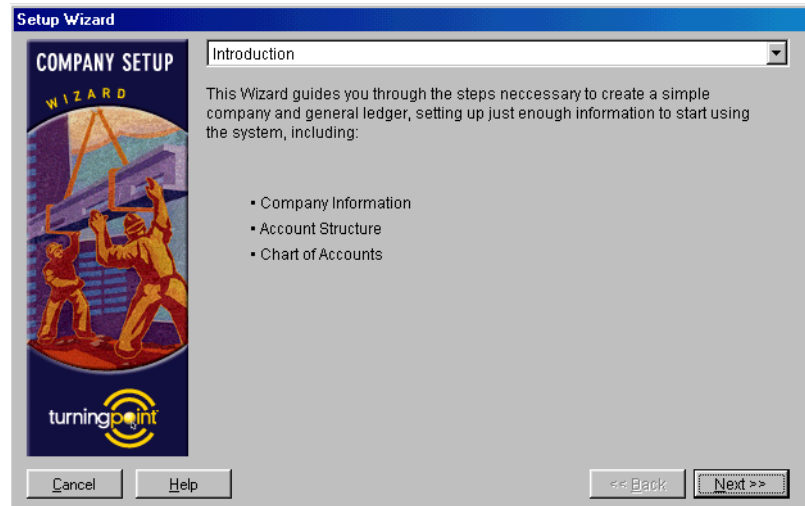 Setup Wizard
COMPANY SETUP
WIZARD
Introduction
This Wizard guides you through the steps neccessary to create a simple
company and general ledger, setting up just enough information to start using
the system, including:
• Company Information
• Account Structure
• Chart of Accounts
turningpoint
Cancel
Help
<< Back
Next >>